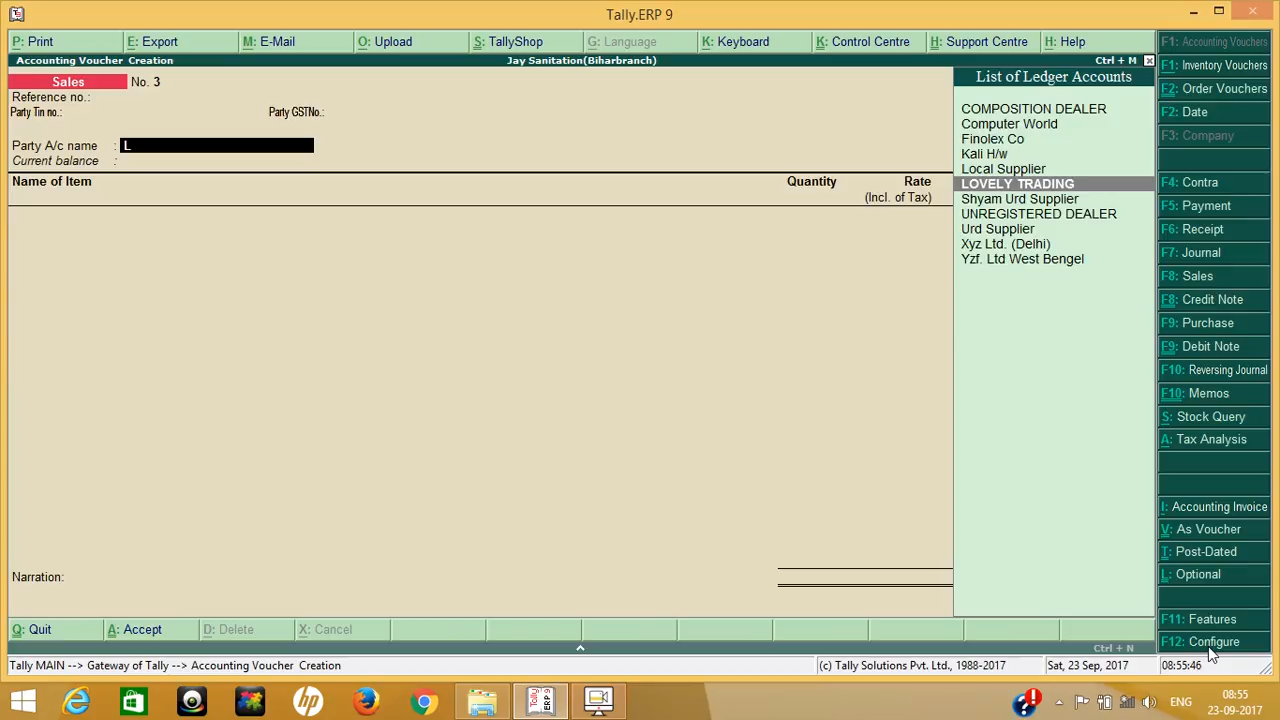 Tally.ERP 9
P: Print
E: Export
M: E-Mail
O: Upload
S: TallyShop
G: Language
K: Keyboard
K: Control Centre
H: Support Centre
H: Help
Accounting Voucher Creation
Jay Sanitation(Biharbranch)
Ctrl + M
Sales
No. 3
Reference no.:
Party Tin no.:
Party GSTNo.:
Party A/c name : L
Current balance :
Name of Item
Quantity
Rate
(Incl. of Tax)
Narration:
List of Ledger Accounts
COMPOSITION DEALER
Computer World
Finolex Co
Kali H/w
Local Supplier
LOVELY TRADING
Shyam Urd Supplier
UNREGISTERED DEALER
Urd Supplier
Xyz Ltd. (Delhi)
Yzf. Ltd West Bengel
F1: Accounting Vouchers
F1: Inventory Vouchers
F2: Order Vouchers
F2: Date
F3: Company
F4: Contra
F5: Payment
F6: Receipt
F7: Journal
F8: Sales
F8: Credit Note
F9: Purchase
F9: Debit Note
F10: Reversing Journal
F10: Memos
S: Stock Query
A: Tax Analysis
I: Accounting Invoice
V: As Voucher
T: Post-Dated
L: Optional
F11: Features
F12: Configure
Q: Quit
A: Accept
D: Delete
X: Cancel
Ctrl + N
Tally MAIN --> Gateway of Tally --> Accounting Voucher Creation
(c) Tally Solutions Pvt. Ltd., 1988-2017
Sat, 23 Sep, 2017
08:55:46
hp
ERP 9
ENG
08:55
23-09-2017